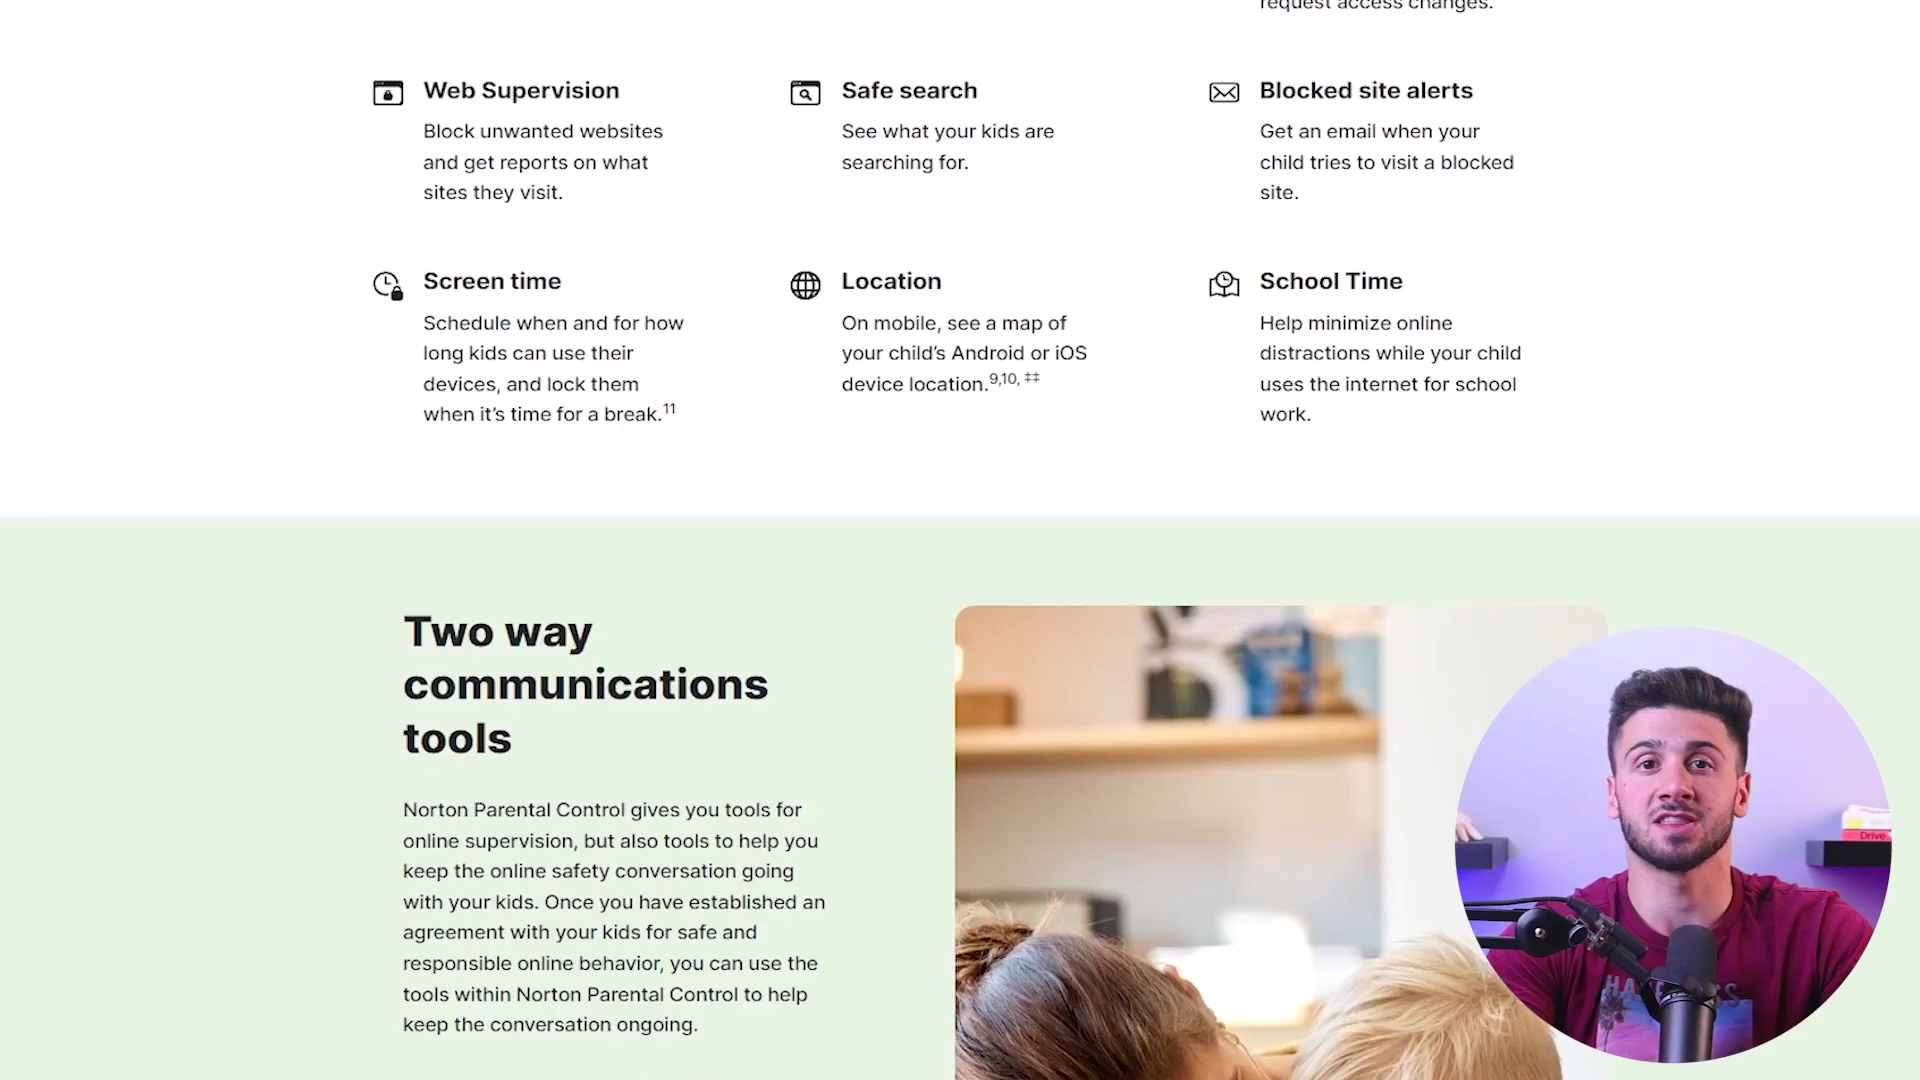 request access changes.
Web Supervision
Block unwanted websites
and get reports on what
sites they visit.
Safe search
See what your kids are
searching for.
Blocked site alerts
Get an email when your
child tries to visit a blocked
site.
Screen time
Schedule when and for how
long kids can use their
devices, and lock them
when it’s time for a break.11
Location
On mobile, see a map of
your child’s Android or iOS
device location.9,10, ‡‡
School Time
Help minimize online
distractions while your child
uses the internet for school
work.
Two way
communications
tools
Norton Parental Control gives you tools for
online supervision, but also tools to help you
keep the online safety conversation going
with your kids. Once you have established an
agreement with your kids for safe and
responsible online behavior, you can use the
tools within Norton Parental Control to help
keep the conversation ongoing.
Drive